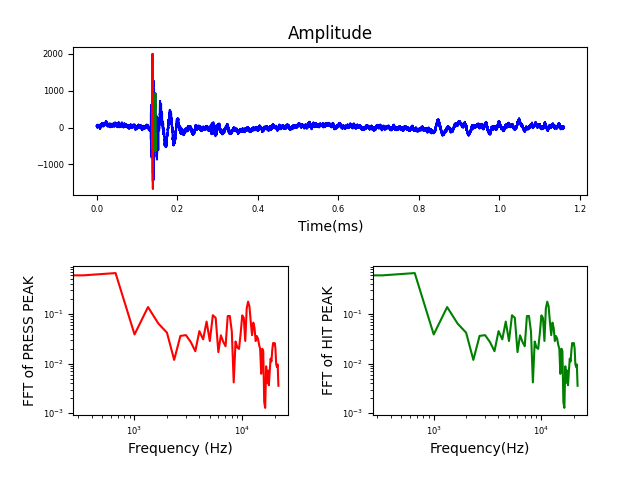 Amplitude
2000
1000
0
−1000
0.0 0.2 0.4 0.6 0.8 1.0 1.2
Time(ms)
FFT of PRESS PEAK
10⁻¹
10⁻²
10⁻³
10³ 10⁴
Frequency (Hz)
FFT of HIT PEAK
10⁻¹
10⁻²
10⁻³
10³ 10⁴
Frequency(Hz)